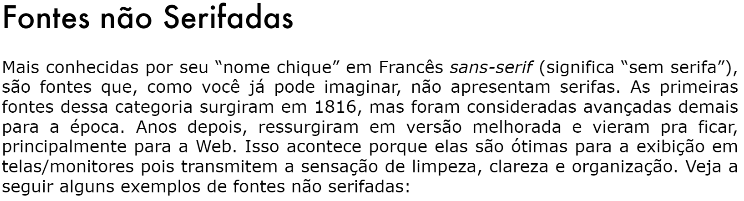 Fontes não Serifadas
Mais conhecidas por seu “nome chique” em Francês sans-serif (significa “sem serifa”),
são fontes que, como você já pode imaginar, não apresentam serifas. As primeiras
fontes dessa categoria surgiram em 1816, mas foram consideradas avançadas demais
para a época. Anos depois, ressurgiram em versão melhorada e vieram pra ficar,
principalmente para a Web. Isso acontece porque elas são ótimas para a exibição em
telas/monitores pois transmitem a sensação de limpeza, clareza e organização. Veja a
seguir alguns exemplos de fontes não serifadas: